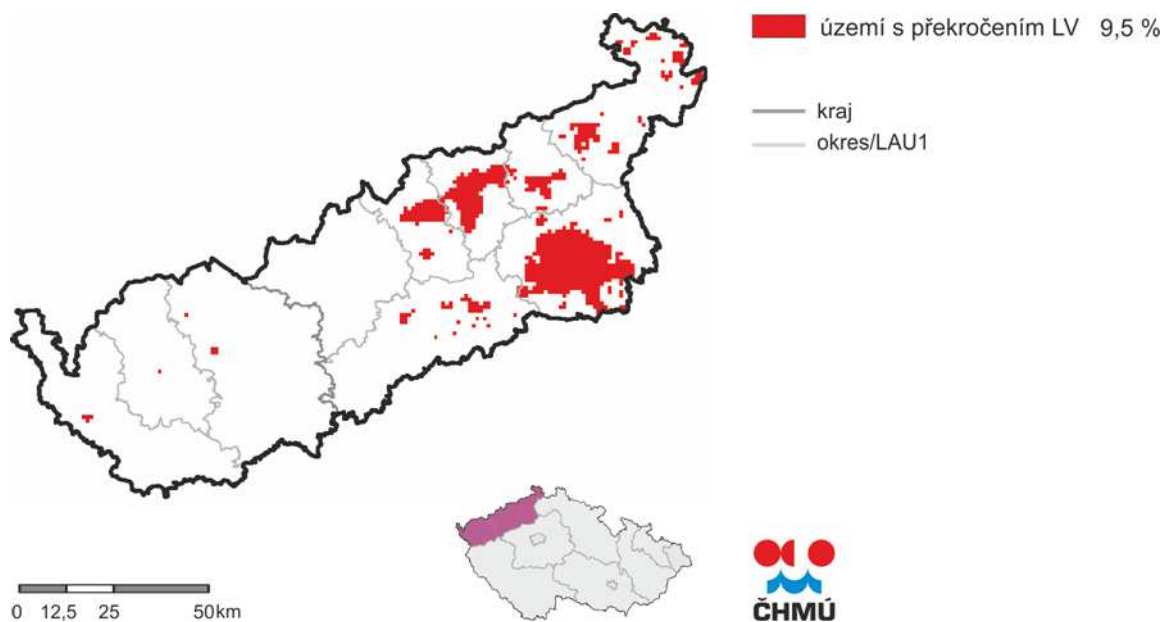 území s překročením LV 9,5 %
kraj
okres/LAU1
0 12,5 25 50km
ČHMÚ